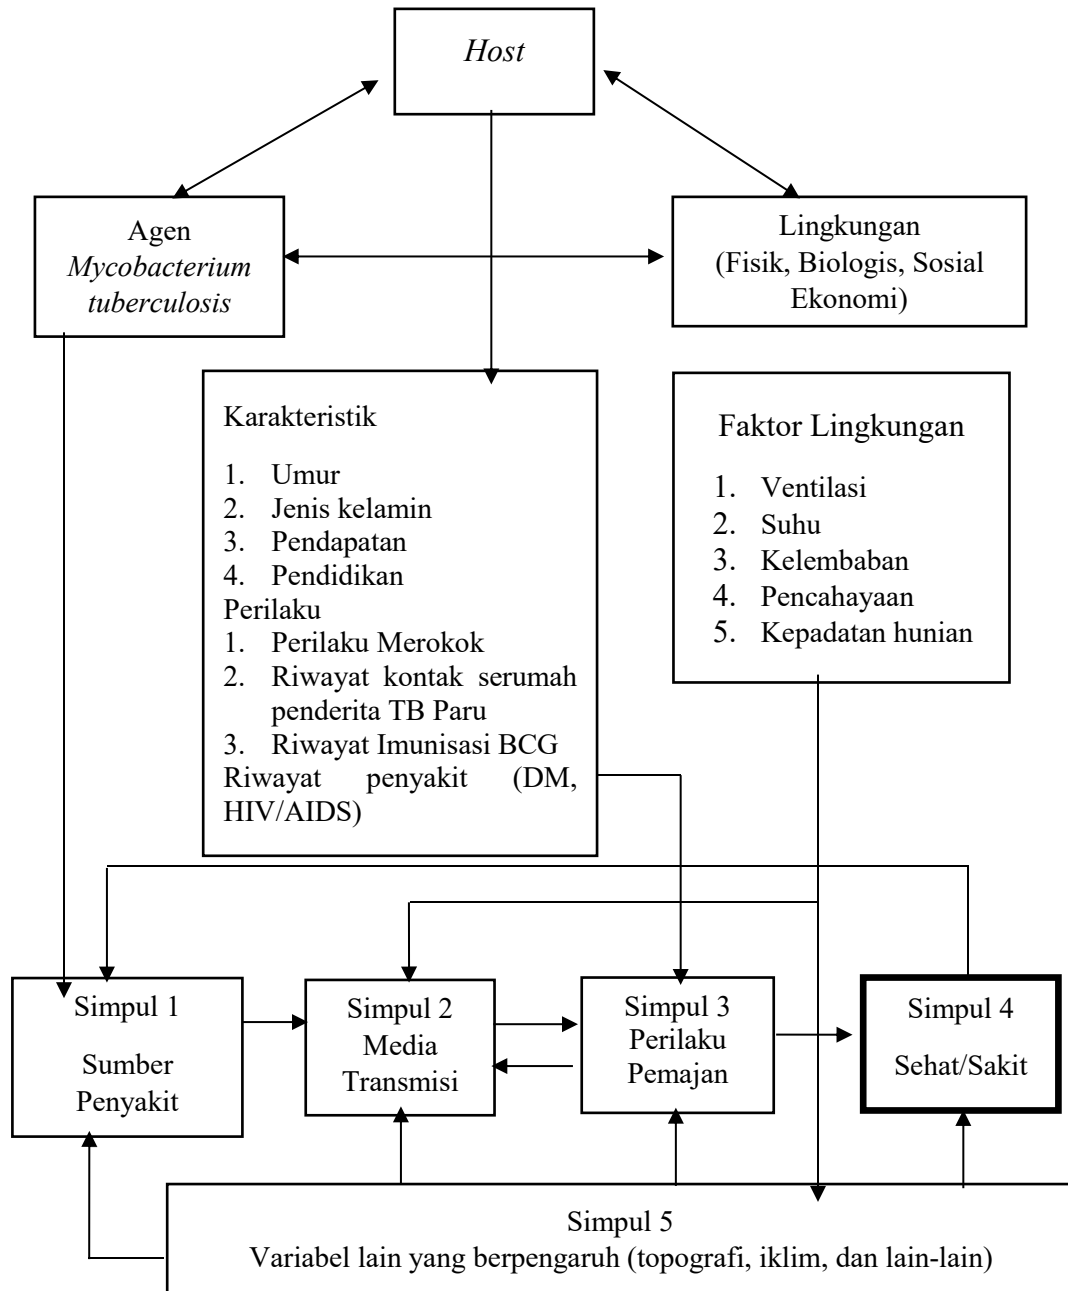 Host
Agen
Mycobacterium
tuberculosis
Lingkungan
(Fisik, Biologis, Sosial
Ekonomi)
Karakteristik
1. Umur
2. Jenis kelamin
3. Pendapatan
4. Pendidikan
Perilaku
1. Perilaku Merokok
2. Riwayat kontak serumah
penderita TB Paru
3. Riwayat Imunisasi BCG
Riwayat penyakit (DM,
HIV/AIDS)
Faktor Lingkungan
1. Ventilasi
2. Suhu
3. Kelembaban
4. Pencahayaan
5. Kepadatan hunian
Simpul 1
Sumber
Penyakit
Simpul 2
Media
Transmisi
Simpul 3
Perilaku
Pemajan
Simpul 4
Sehat/Sakit
Simpul 5
Variabel lain yang berpengaruh (topografi, iklim, dan lain-lain)